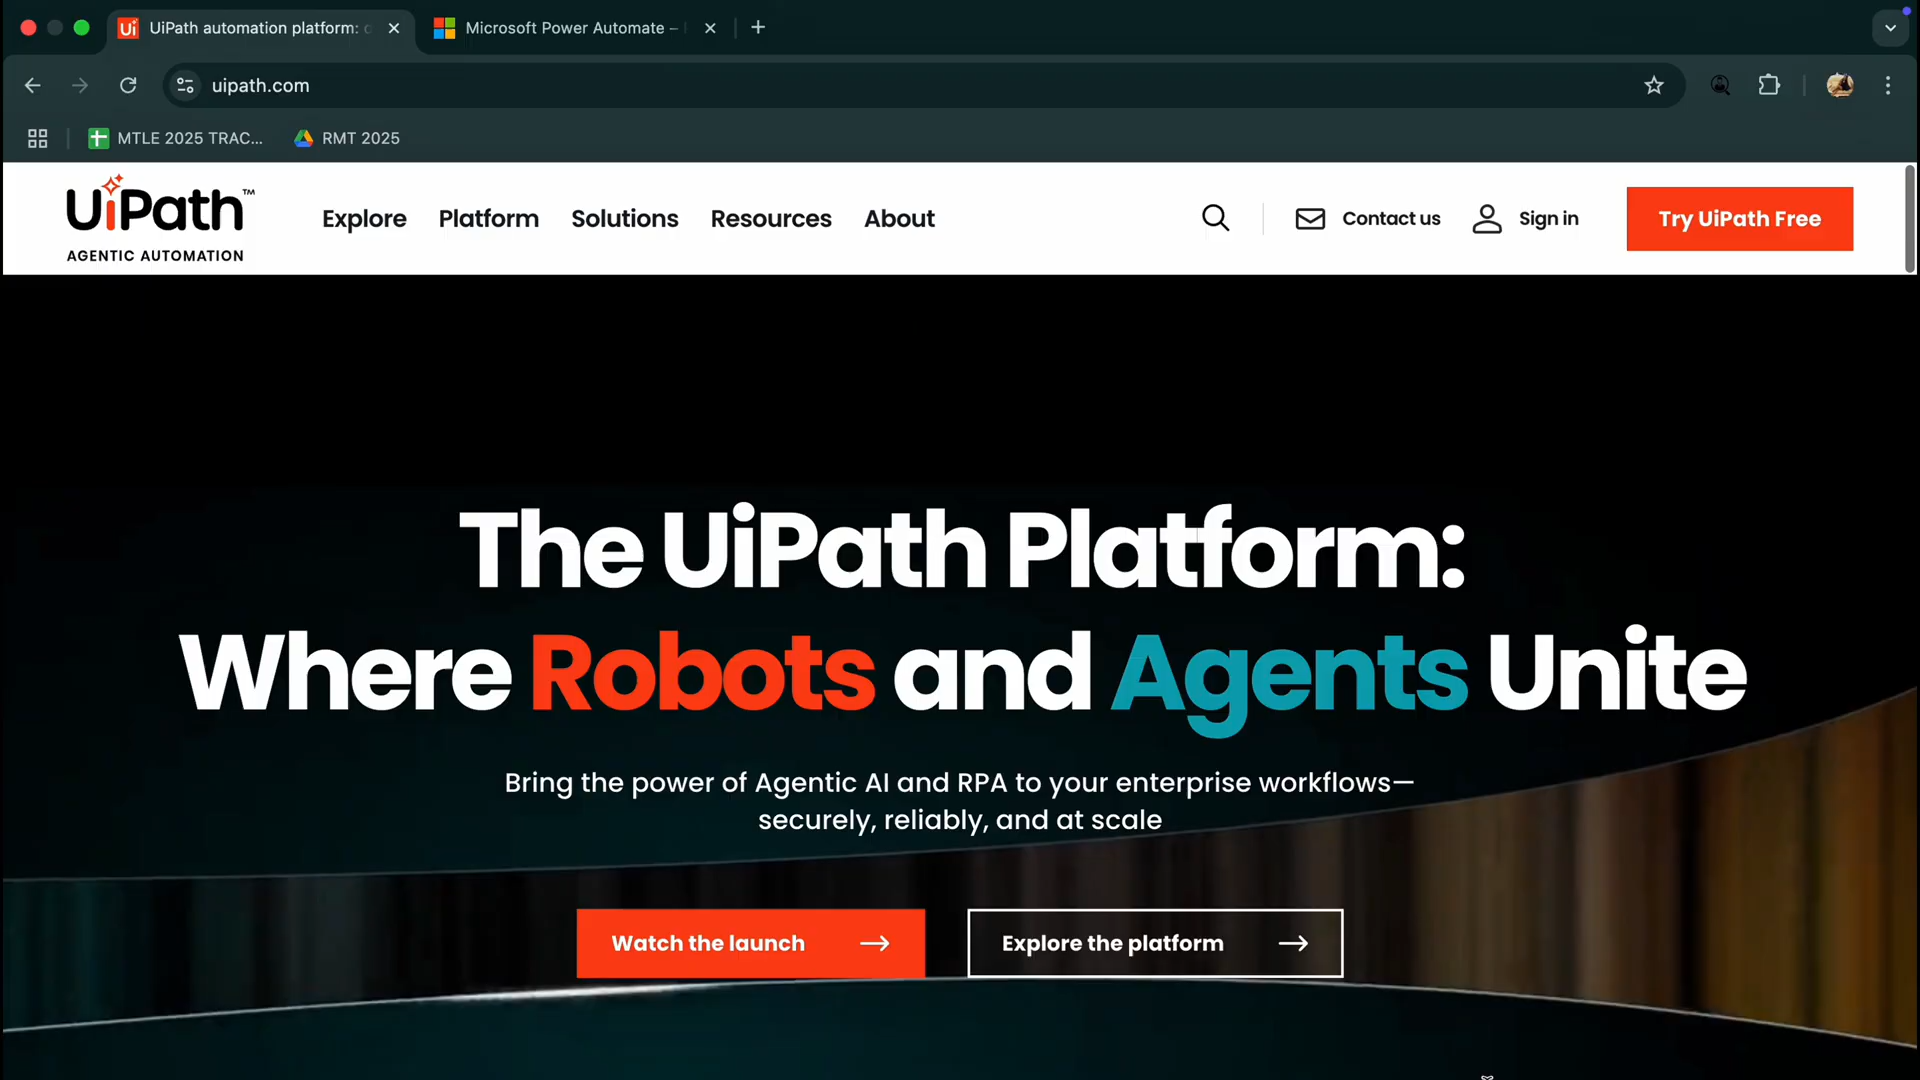 UiPath automation platform:
Microsoft Power Automate –
uipath.com
MTLE 2025 TRAC...
RMT 2025
UiPath™
AGENTIC AUTOMATION
Explore
Platform
Solutions
Resources
About
Contact us
Sign in
Try UiPath Free
The UiPath Platform:
Where Robots and Agents Unite
Bring the power of Agentic AI and RPA to your enterprise workflows—
securely, reliably, and at scale
Watch the launch
Explore the platform